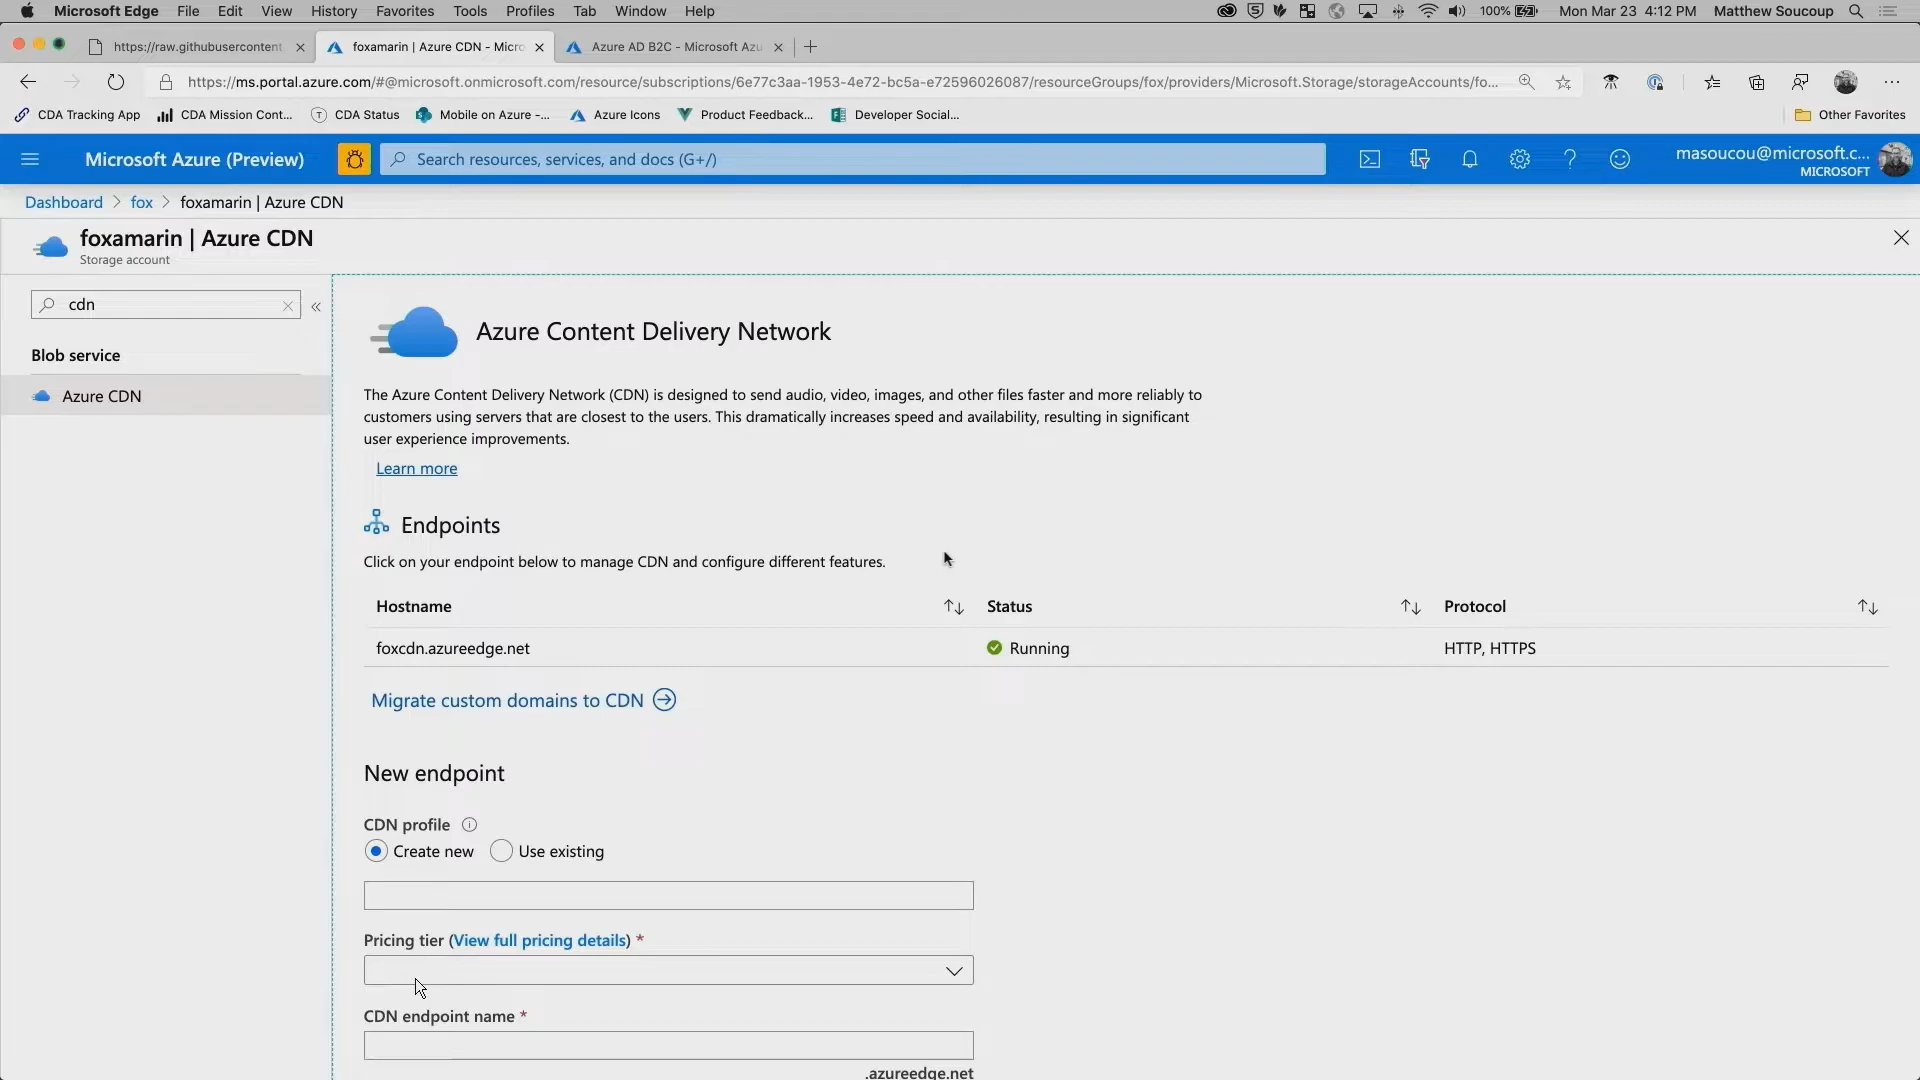 Microsoft Edge File Edit View History Favorites Tools Profiles Tab Window Help 100% Mon Mar 23 4:12 PM Matthew Soucoup
https://raw.githubusercontent. foxamarin | Azure CDN - Micro Azure AD B2C - Microsoft Azu
https://ms.portal.azure.com/#@microsoft.onmicrosoft.com/resource/subscriptions/6e77c3aa-1953-4e72-bc5a-e72596026087/resourceGroups/fox/providers/Microsoft.Storage/storageAccounts/fo...
CDA Tracking App CDA Mission Cont... CDA Status Mobile on Azure -... Azure Icons Product Feedback... Developer Social... Other Favorites
Microsoft Azure (Preview) Search resources, services, and docs (G+/) masoucou@microsoft.c...
MICROSOFT
Dashboard > fox > foxamarin | Azure CDN
foxamarin | Azure CDN
Storage account
cdn
Blob service
Azure CDN
Azure Content Delivery Network
The Azure Content Delivery Network (CDN) is designed to send audio, video, images, and other files faster and more reliably to
customers using servers that are closest to the users. This dramatically increases speed and availability, resulting in significant
user experience improvements.
Learn more
Endpoints
Click on your endpoint below to manage CDN and configure different features.
Hostname Status Protocol
foxcdn.azureedge.net Running HTTP, HTTPS
Migrate custom domains to CDN
New endpoint
CDN profile
Create new Use existing
Pricing tier (View full pricing details) *
CDN endpoint name *
.azureedge.net